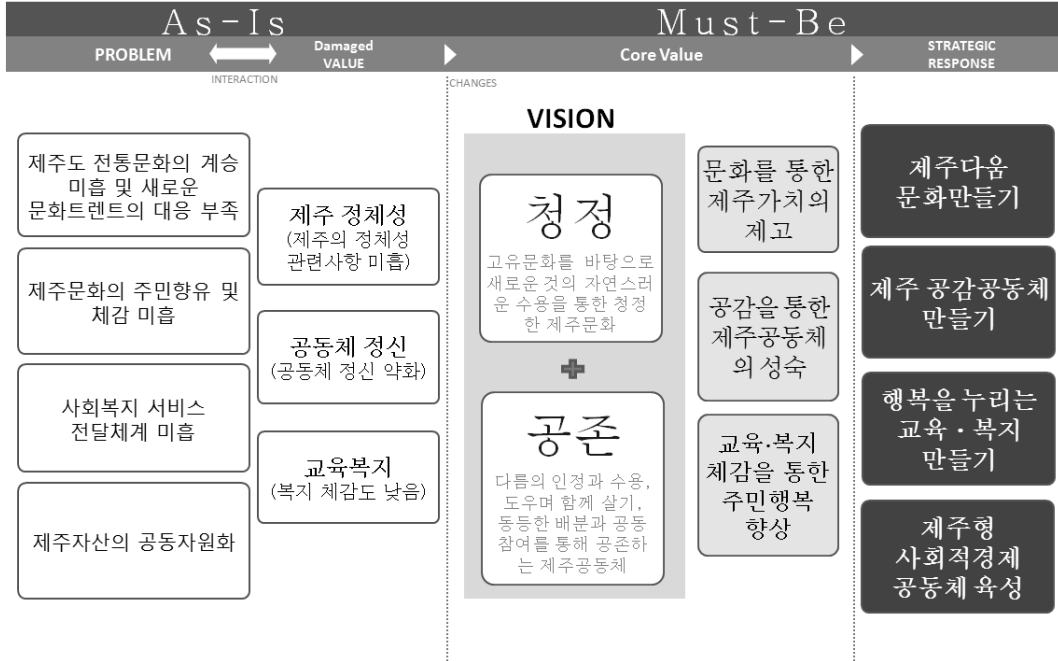 As-Is
Must-Be
PROBLEM
Damaged
VALUE
Core Value
STRATEGIC
RESPONSE
INTERACTION
CHANGES
제주도 전통문화의 계승
미흡 및 새로운
문화트렌트의 대응 부족
제주문화의 주민향유 및
체감 미흡
사회복지 서비스
전달체계 미흡
제주자산의 공동자원화
제주 정체성
(제주의 정체성
관련사항 미흡)
공동체 정신
(공동체 정신 약화)
교육복지
(복지 체감도 낮음)
VISION
청정
고유문화를 바탕으로
새로운 것의 자연스러
운 수용을 통한 청정
한 제주문화
공존
다름의 인정과 수용,
도우며 함께 살기,
동등한 배분과 공동
참여를 통해 공존하
는 제주공동체
문화를 통한
제주가치의
제고
공감을 통한
제주공동체
의 성숙
교육·복지
체감을 통한
주민행복
향상
제주다움
문화만들기
제주 공감공동체
만들기
행복을 누리는
교육·복지
만들기
제주형
사회적경제
공동체 육성